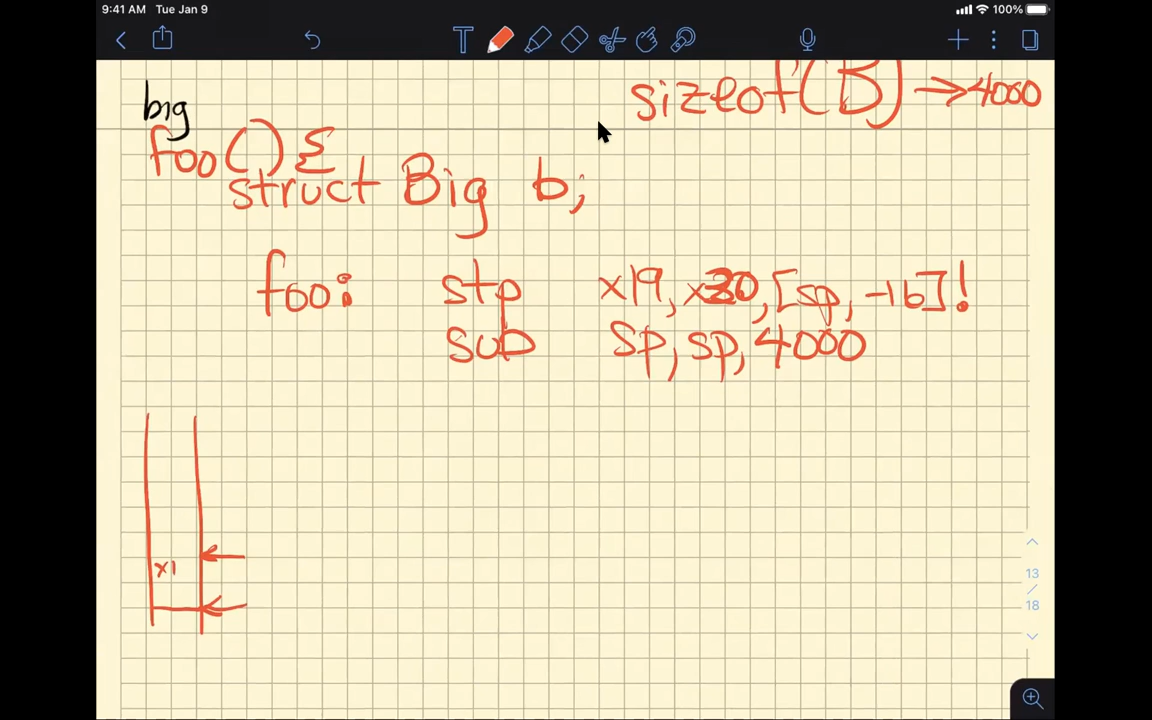 9:41 AM Tue Jan 9
100%
T
sizeof(B) → 4000
big
foo() {
struct Big b;
foo: stp x19, x30, [sp, -16]!
sub sp, sp, 4000
x1
13
/
18